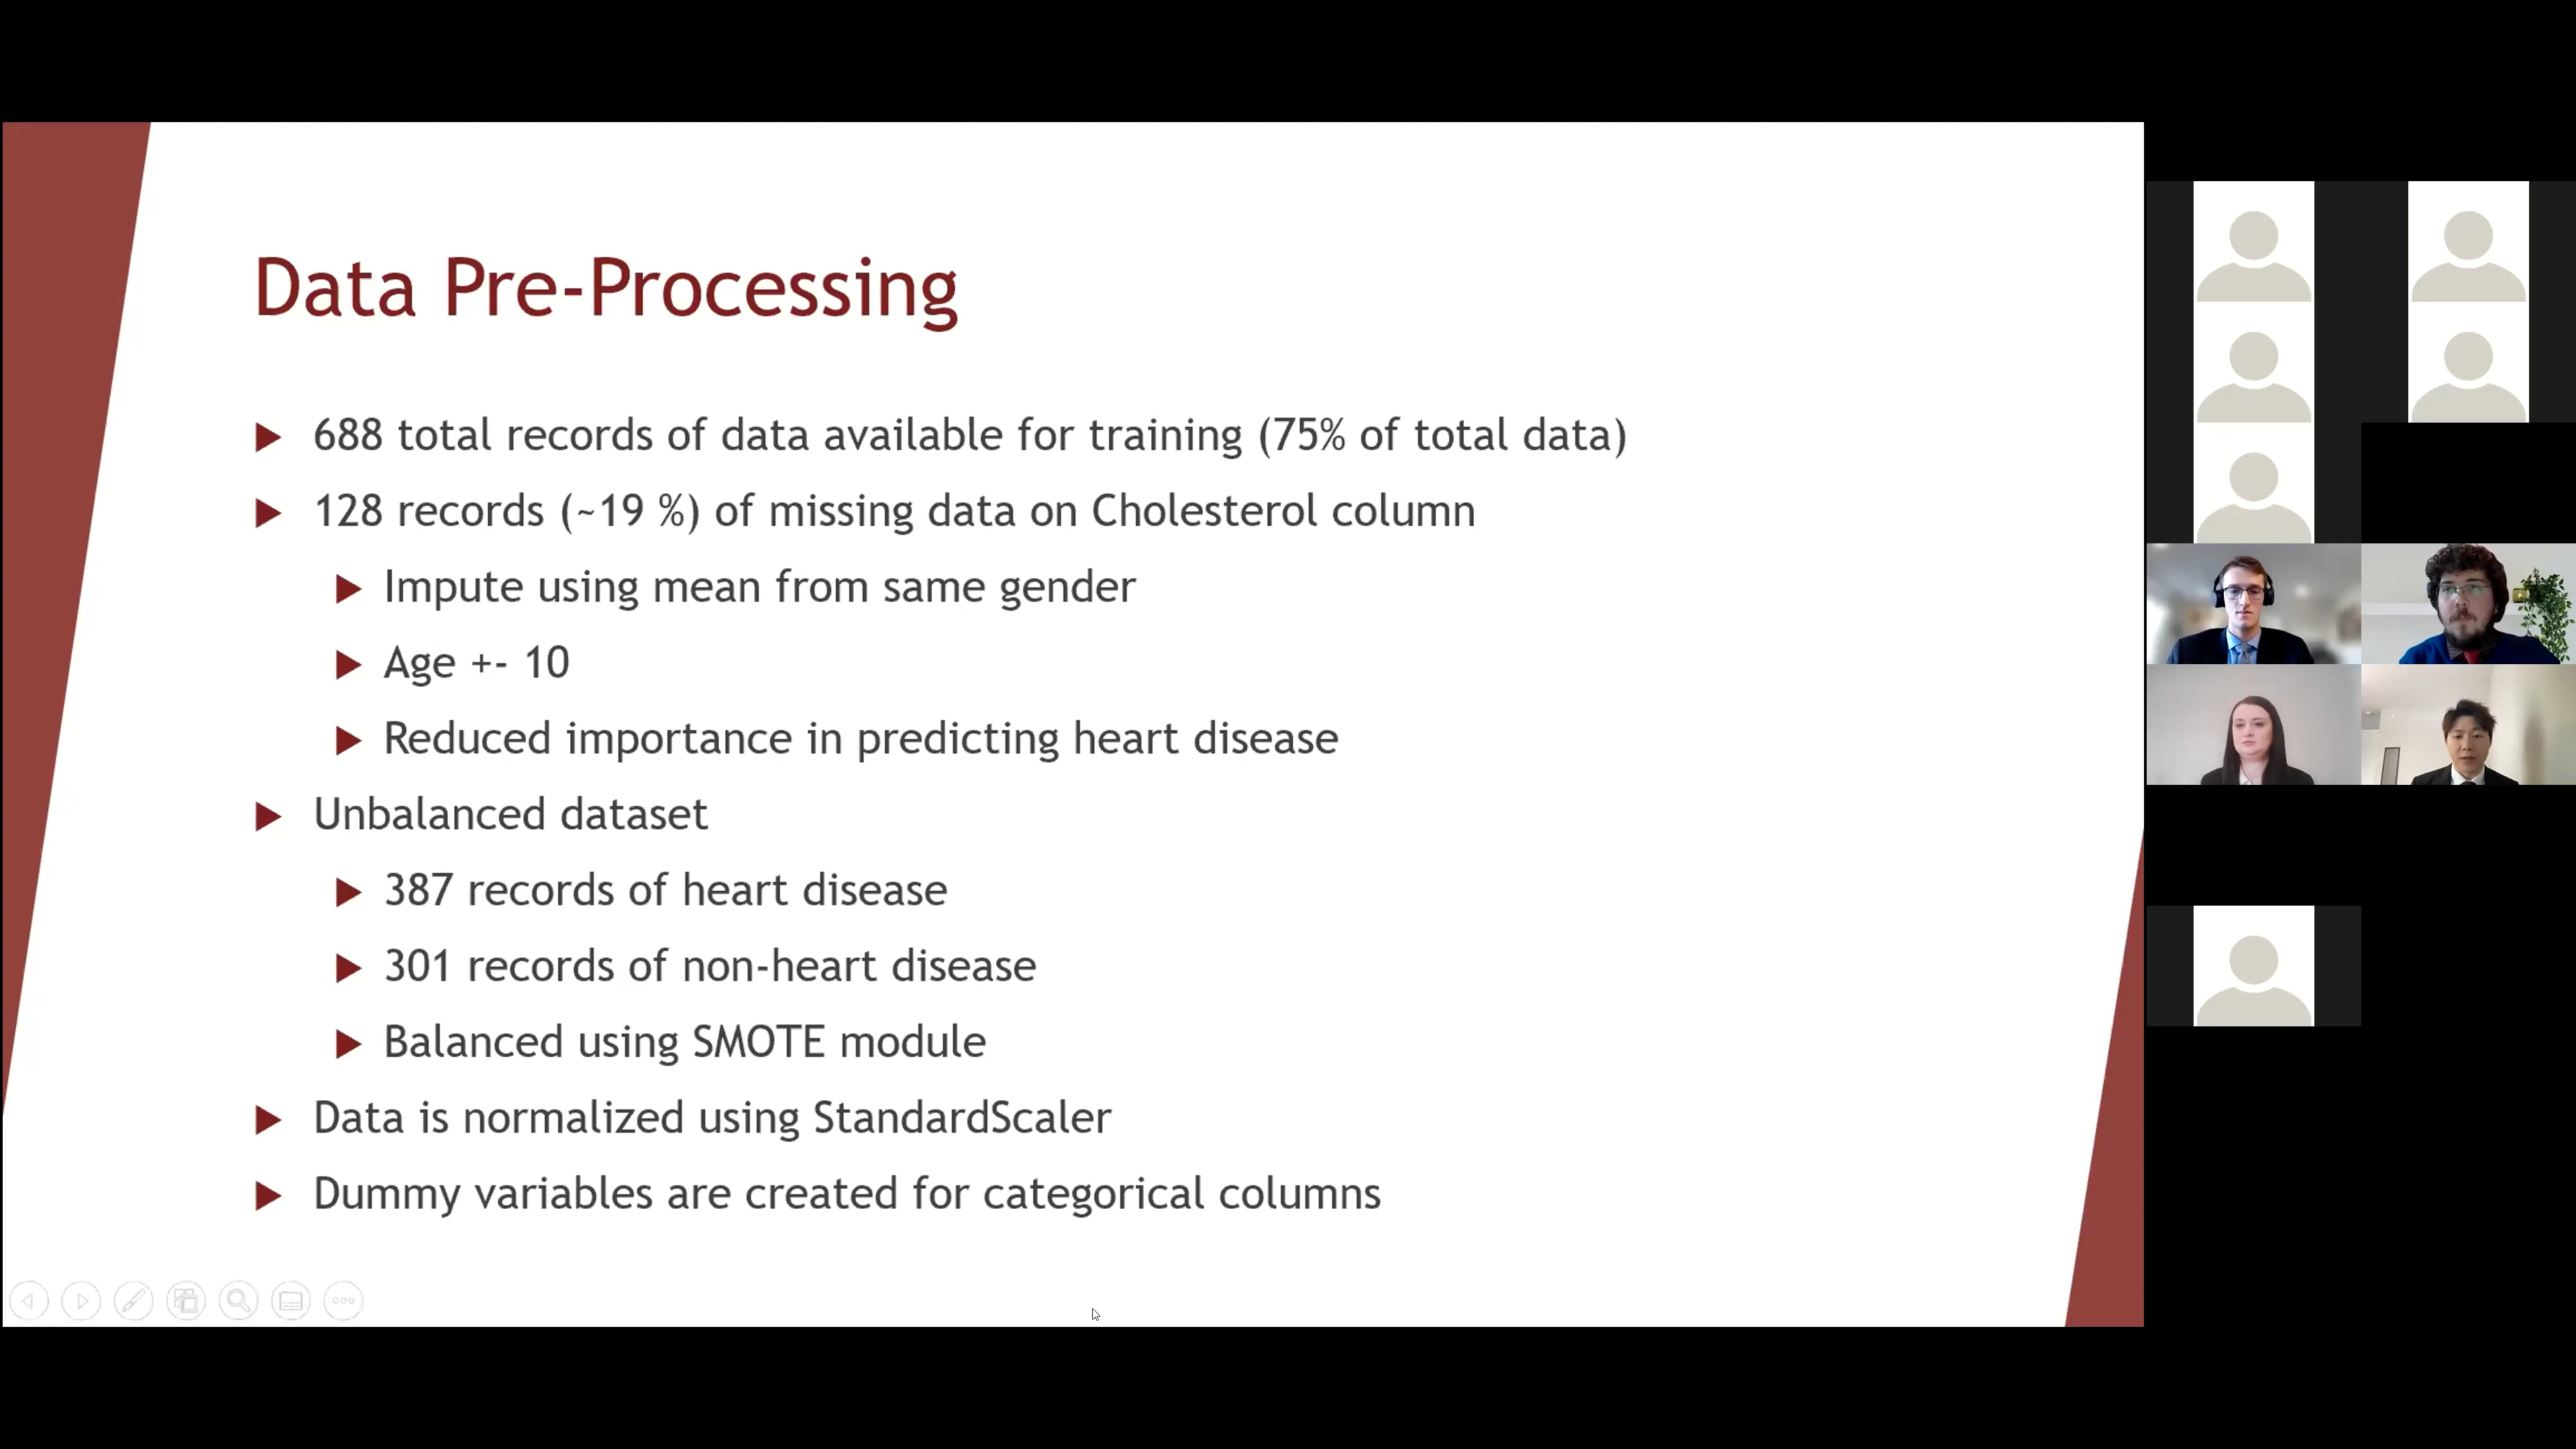 Data Pre-Processing
688 total records of data available for training (75% of total data)
128 records (~19 %) of missing data on Cholesterol column
Impute using mean from same gender
Age +- 10
Reduced importance in predicting heart disease
Unbalanced dataset
387 records of heart disease
301 records of non-heart disease
Balanced using SMOTE module
Data is normalized using StandardScaler
Dummy variables are created for categorical columns